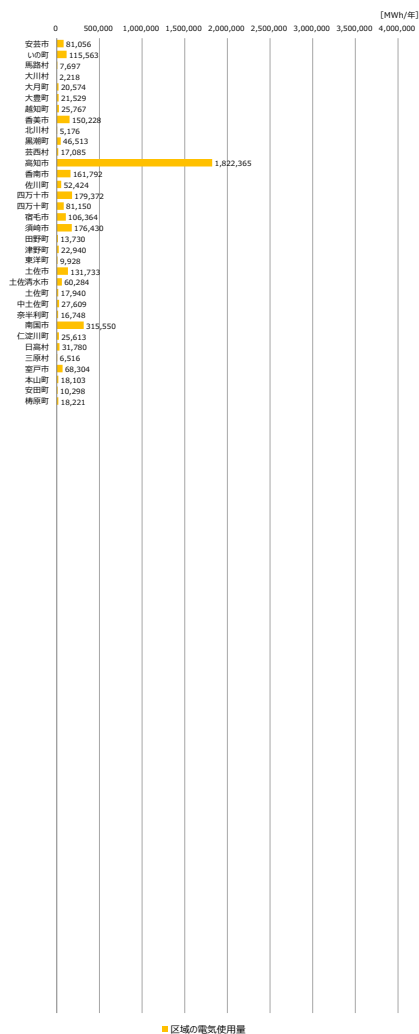 [MWh/年]
0 500,000 1,000,000 1,500,000 2,000,000 2,500,000 3,000,000 3,500,000 4,000,000
安芸市 81,056
いの町 115,563
馬路村 7,697
大川村 2,218
大月町 20,574
大豊町 21,529
越知町 25,767
香美市 150,228
北川村 5,176
黒潮町 46,513
芸西村 17,085
高知市 1,822,365
香南市 161,792
佐川町 52,424
四万十市 179,372
四万十町 81,150
宿毛市 106,364
須崎市 176,430
田野町 13,730
津野町 22,940
東洋町 9,928
土佐市 131,733
土佐清水市 60,284
土佐町 17,940
中土佐町 27,609
奈半利町 16,748
南国市 315,550
仁淀川町 25,613
日高村 31,780
三原村 6,516
室戸市 68,304
本山町 18,103
安田町 10,298
梼原町 18,221
区域の電気使用量